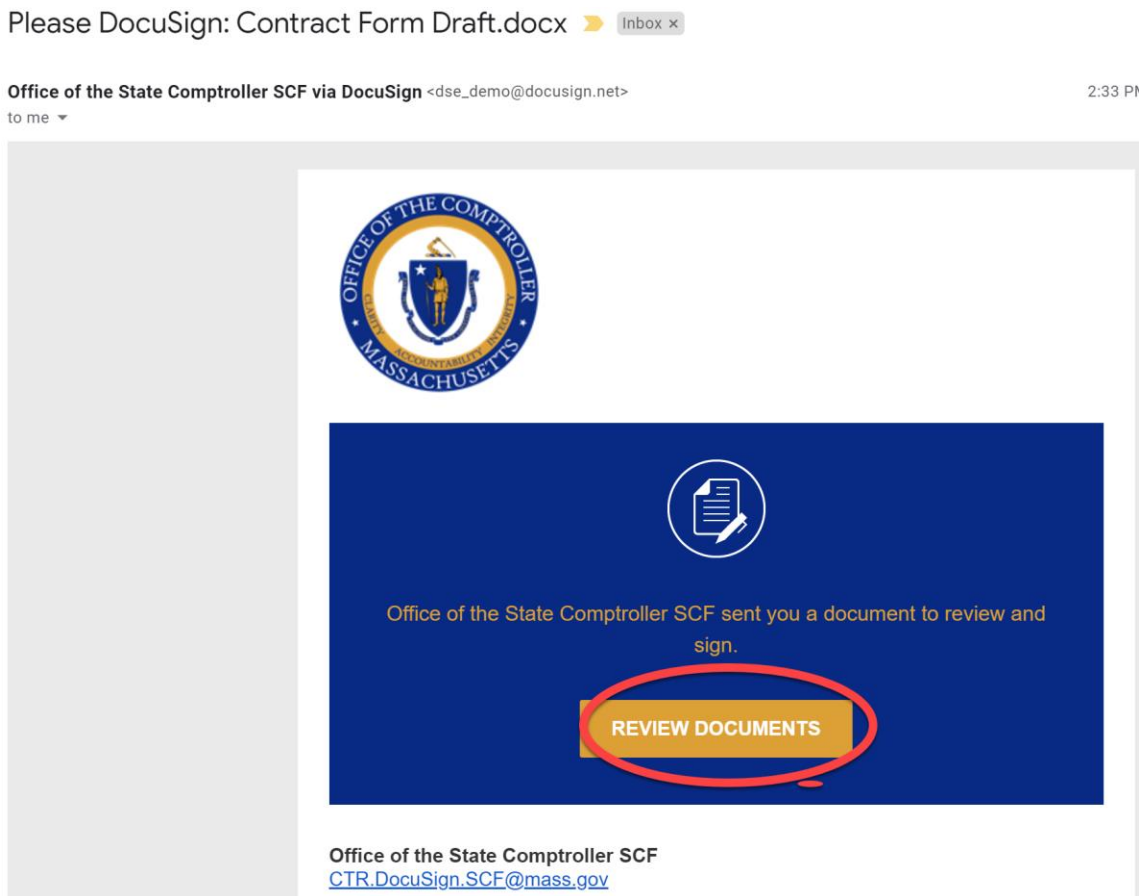 Please DocuSign: Contract Form Draft.docx Inbox ×
Office of the State Comptroller SCF via DocuSign <dse_demo@docusign.net> 2:33 PM
to me
OFFICE OF THE COMPTROLLER
CLARITY ACCOUNTABILITY INTEGRITY
MASSACHUSETTS
Office of the State Comptroller SCF sent you a document to review and
sign.
REVIEW DOCUMENTS
Office of the State Comptroller SCF
CTR.DocuSign.SCF@mass.gov